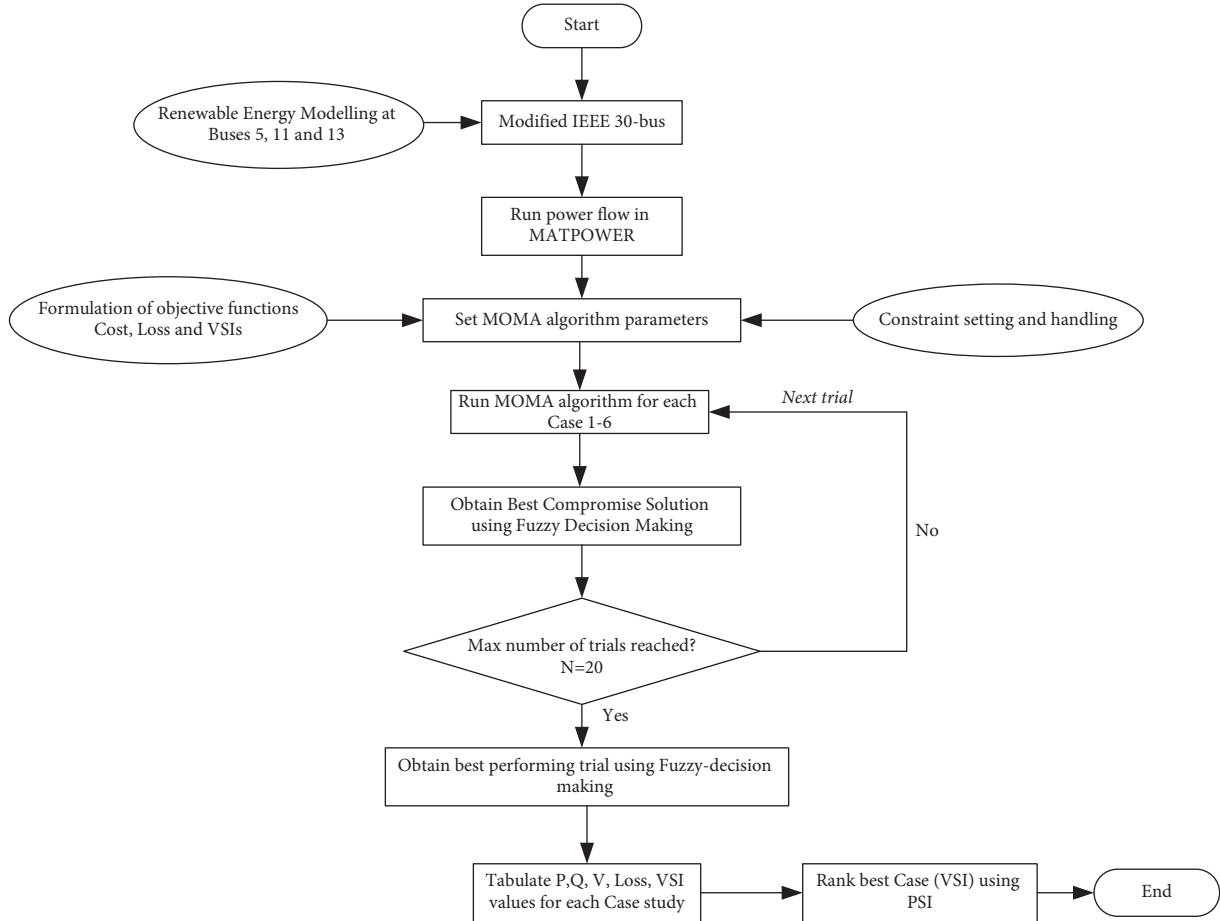 Start
Renewable Energy Modelling at
Buses 5, 11 and 13
Modified IEEE 30-bus
Run power flow in
MATPOWER
Formulation of objective functions
Cost, Loss and VSIs
Set MOMA algorithm parameters
Constraint setting and handling
Run MOMA algorithm for each
Case 1-6
Next trial
Obtain Best Compromise Solution
using Fuzzy Decision Making
No
Max number of trials reached?
N=20
Yes
Obtain best performing trial using Fuzzy-decision
making
Tabulate P,Q, V, Loss, VSI
values for each Case study
Rank best Case (VSI) using
PSI
End